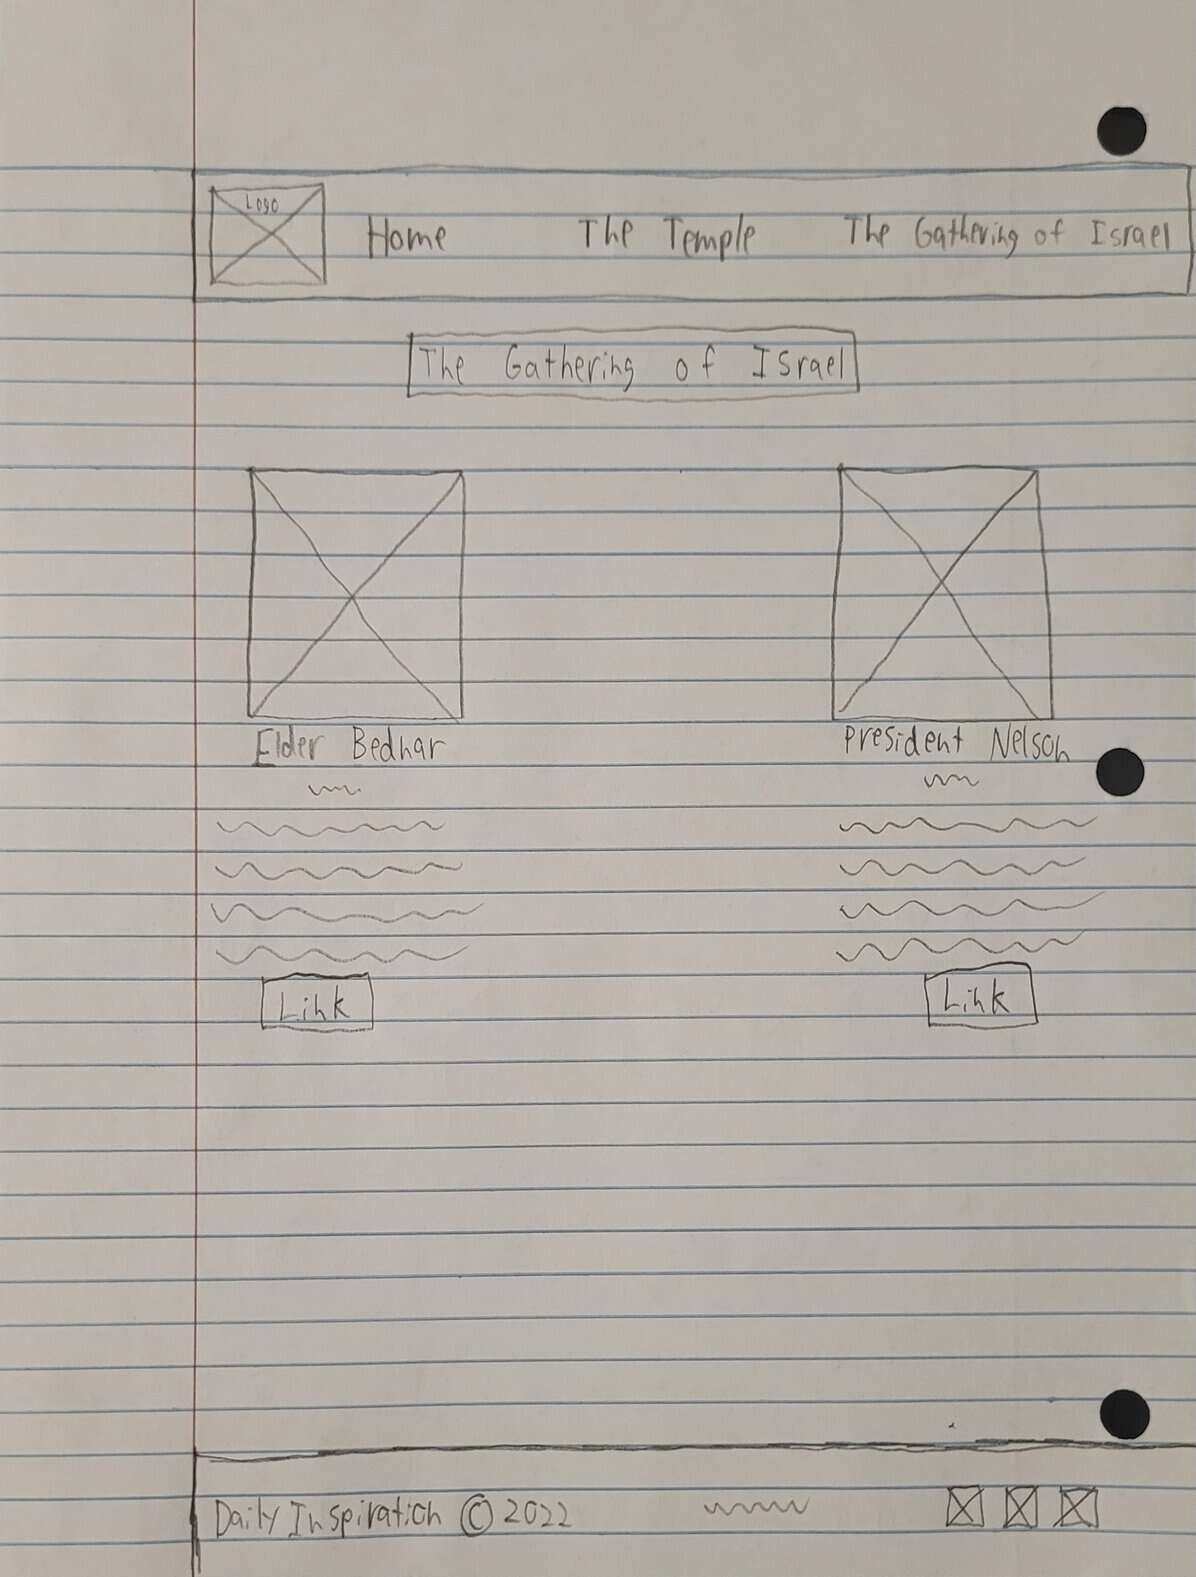 Logo
Home The Temple The Gathering of Israel
The Gathering of Israel
Elder Bednar President Nelson
Link Link
Daily Inspiration © 2022